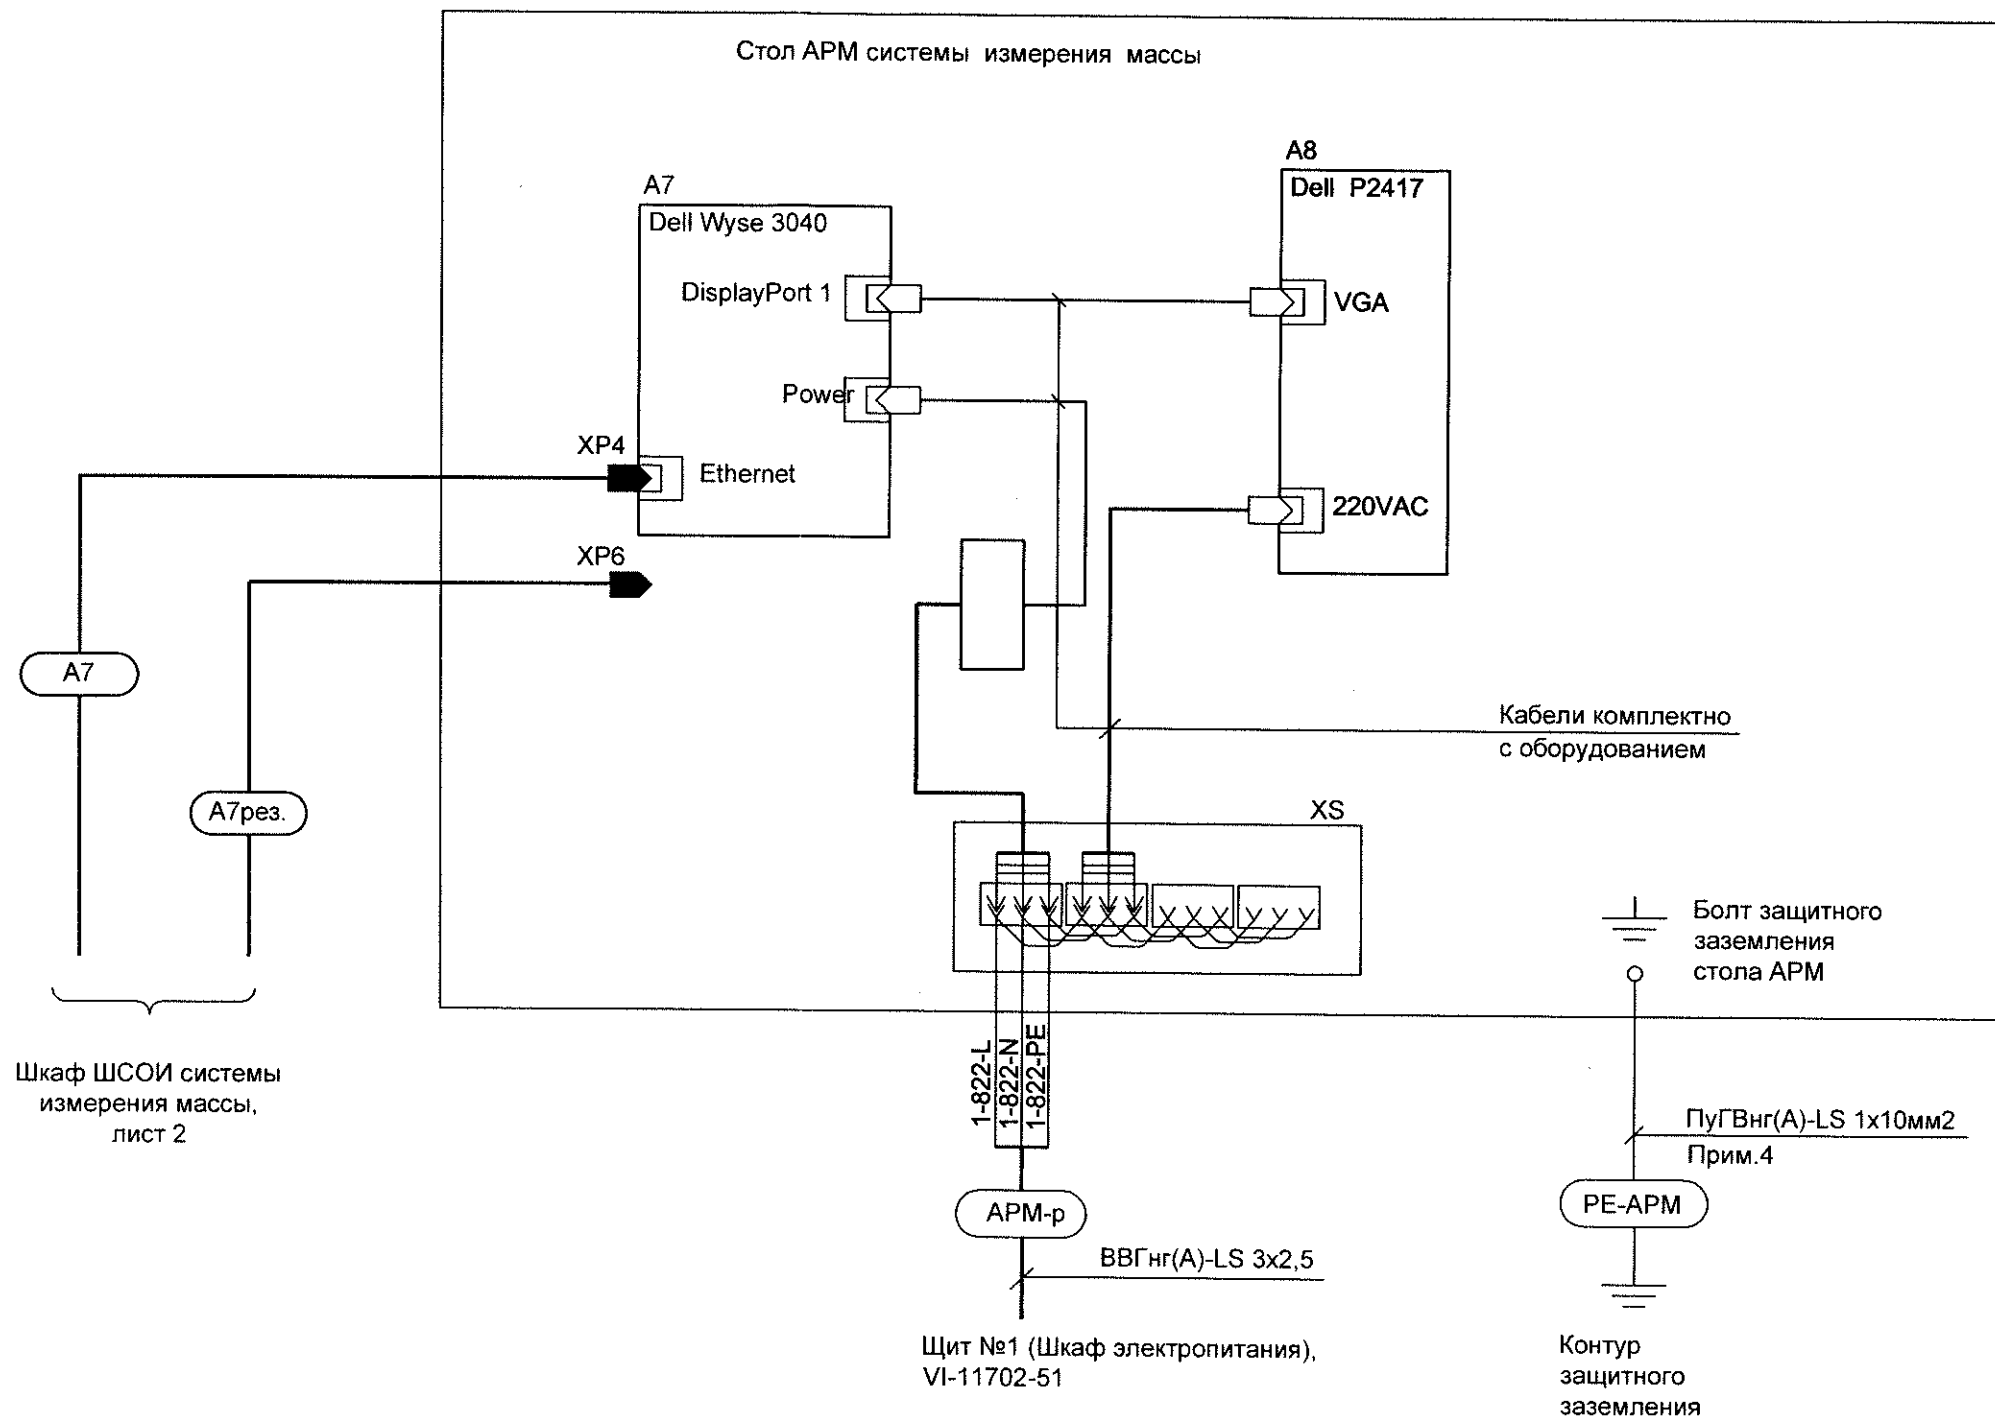 Стол АРМ системы измерения массы
A8
Dell P2417
A7
Dell Wyse 3040
DisplayPort 1
VGA
Power
XP4
Ethernet
220VAC
XP6
A7
Кабели комплектно
с оборудованием
А7рез.
XS
Болт защитного
заземления
стола АРМ
1-822-L
1-822-N
1-822-PE
Шкаф ШСОИ системы
измерения массы,
лист 2
ПуГВнг(А)-LS 1х10мм2
Прим.4
АРМ-р
PE-АРМ
ВВГнг(А)-LS 3х2,5
Щит №1 (Шкаф электропитания),
VI-11702-51
Контур
защитного
заземления